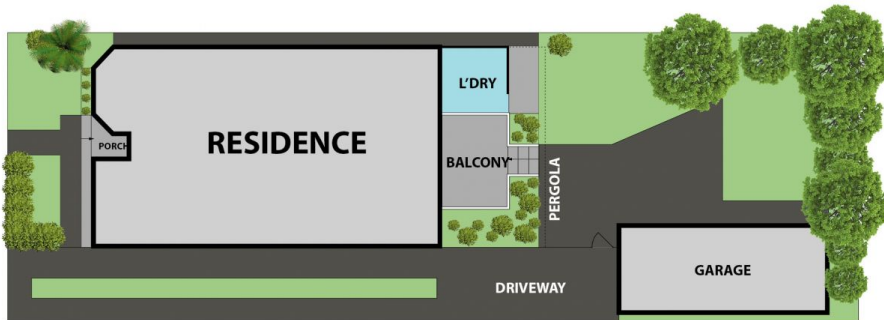 L'DRY
RESIDENCE
PORCH
BALCONY
PERGOLA
GARAGE
DRIVEWAY